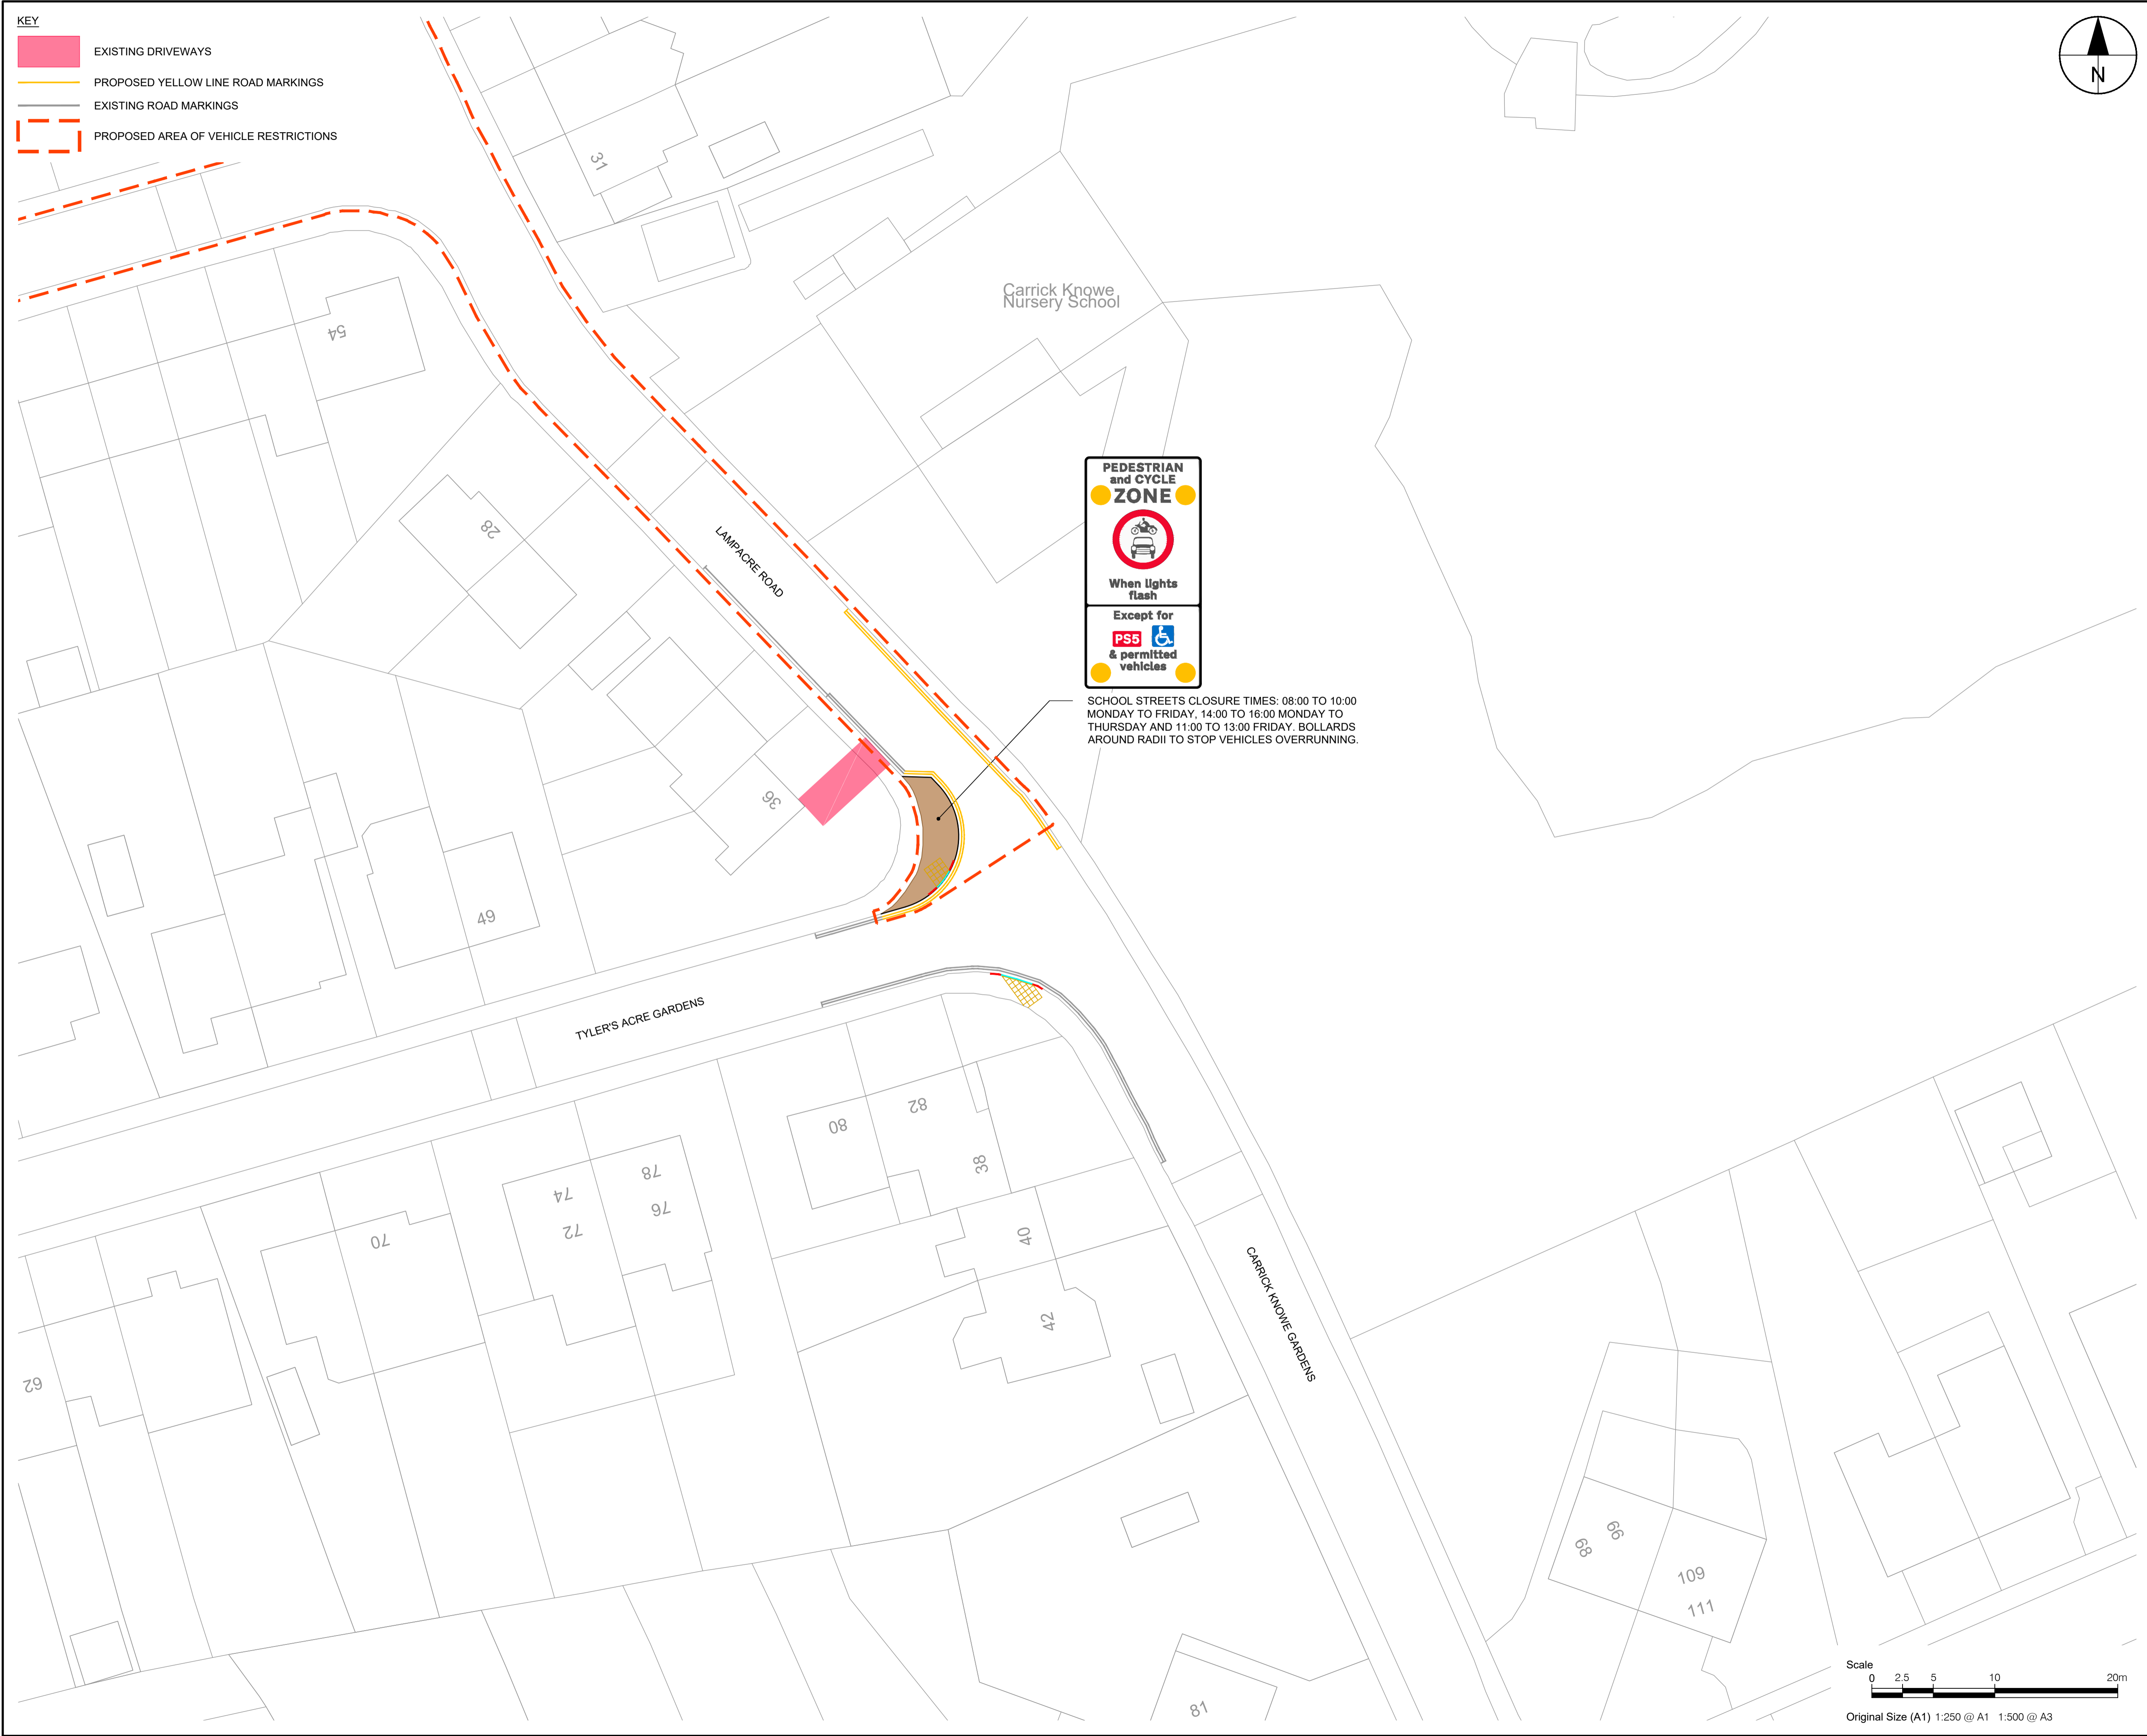 KEY
EXISTING DRIVEWAYS
PROPOSED YELLOW LINE ROAD MARKINGS
EXISTING ROAD MARKINGS
PROPOSED AREA OF VEHICLE RESTRICTIONS
N
31
54
Carrick Knowe
Nursery School
28
LAMPACRE ROAD
PEDESTRIAN
and CYCLE
ZONE
When lights
flash
Except for
PS5
& permitted
vehicles
SCHOOL STREETS CLOSURE TIMES: 08:00 TO 10:00
MONDAY TO FRIDAY, 14:00 TO 16:00 MONDAY TO
THURSDAY AND 11:00 TO 13:00 FRIDAY. BOLLARDS
AROUND RADII TO STOP VEHICLES OVERRUNNING.
36
49
TYLER'S ACRE GARDENS
80
82
38
78
74
76
72
70
40
42
62
CARRICK KNOWE GARDENS
66
68
109
111
81
Scale
0 2.5 5 10 20m
Original Size (A1) 1:250 @ A1 1:500 @ A3